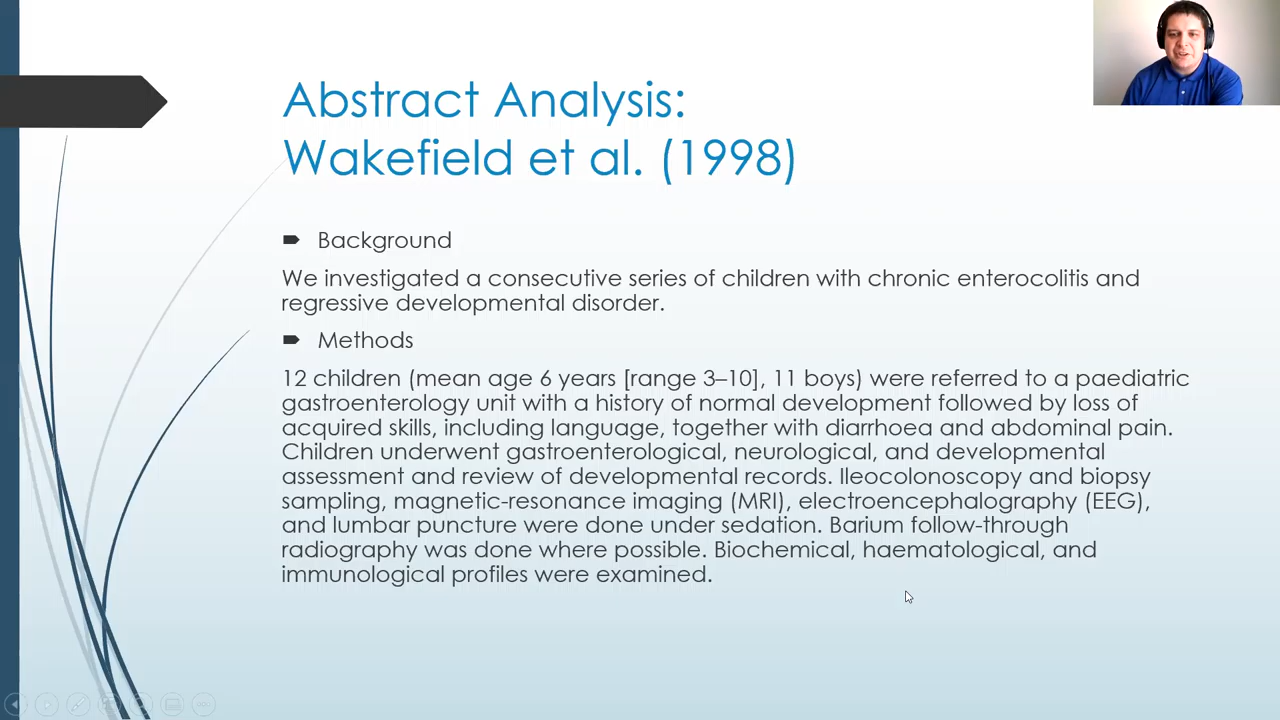 Abstract Analysis:
Wakefield et al. (1998)
Background
We investigated a consecutive series of children with chronic enterocolitis and
regressive developmental disorder.
Methods
12 children (mean age 6 years [range 3–10], 11 boys) were referred to a paediatric
gastroenterology unit with a history of normal development followed by loss of
acquired skills, including language, together with diarrhoea and abdominal pain.
Children underwent gastroenterological, neurological, and developmental
assessment and review of developmental records. Ileocolonoscopy and biopsy
sampling, magnetic-resonance imaging (MRI), electroencephalography (EEG),
and lumbar puncture were done under sedation. Barium follow-through
radiography was done where possible. Biochemical, haematological, and
immunological profiles were examined.